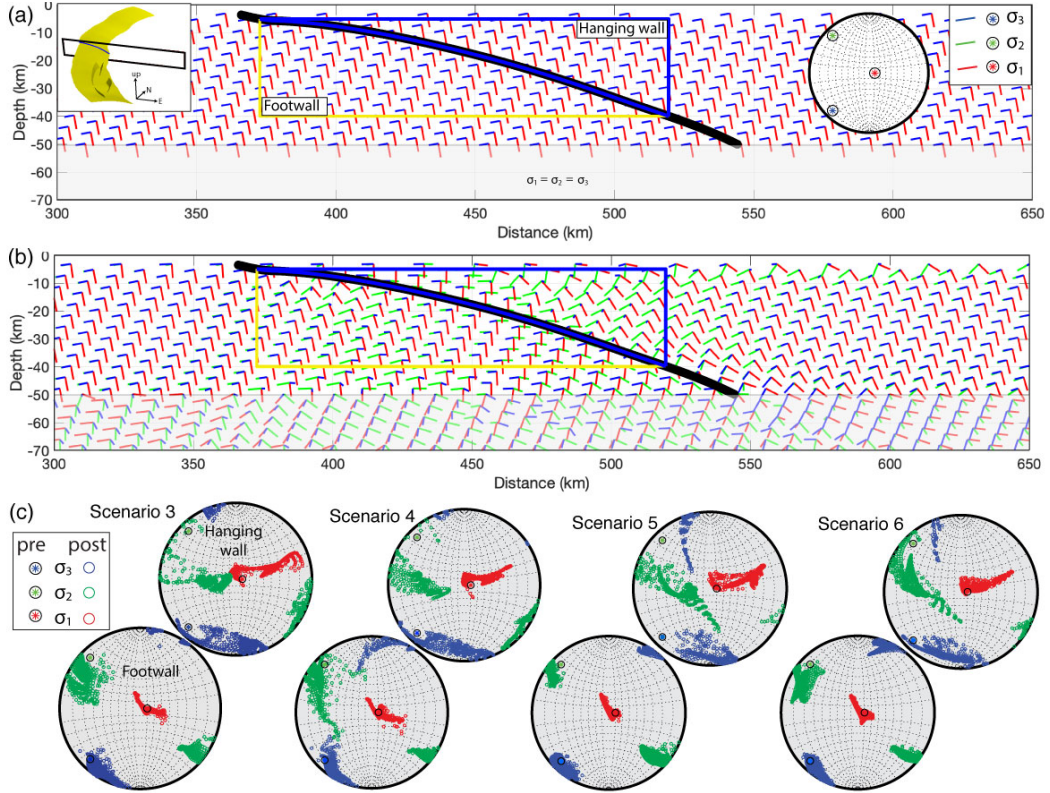 (a)
0
-10
-20
-30
-40
-50
-60
-70
Depth (km)
up
N
E
Hanging wall
Footwall
σ3
σ2
σ1
σ1 = σ2 = σ3
300 350 400 450 500 550 600 650
Distance (km)
(b)
0
-10
-20
-30
-40
-50
-60
-70
Depth (km)
300 350 400 450 500 550 600 650
Distance (km)
(c)
Scenario 3 Scenario 4 Scenario 5 Scenario 6
Hanging
wall
pre post
σ3
σ2
σ1
Footwall